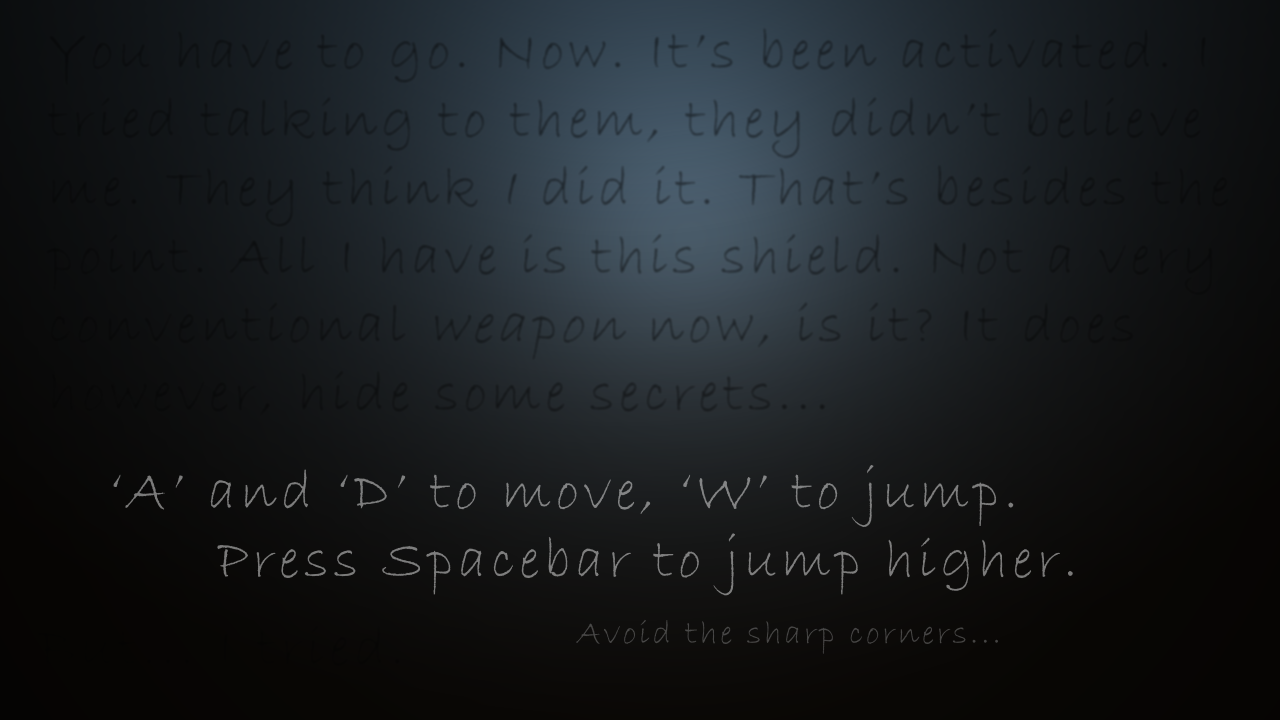 You have to go. Now. It’s been activated. I
tried talking to them, they didn’t believe
me. They think I did it. That’s besides the
point. All I have is this shield. Not a very
conventional weapon now, is it? It does
however, hide some secrets...
‘A’ and ‘D’ to move, ‘W’ to jump.
Press Spacebar to jump higher.
Avoid the sharp corners...